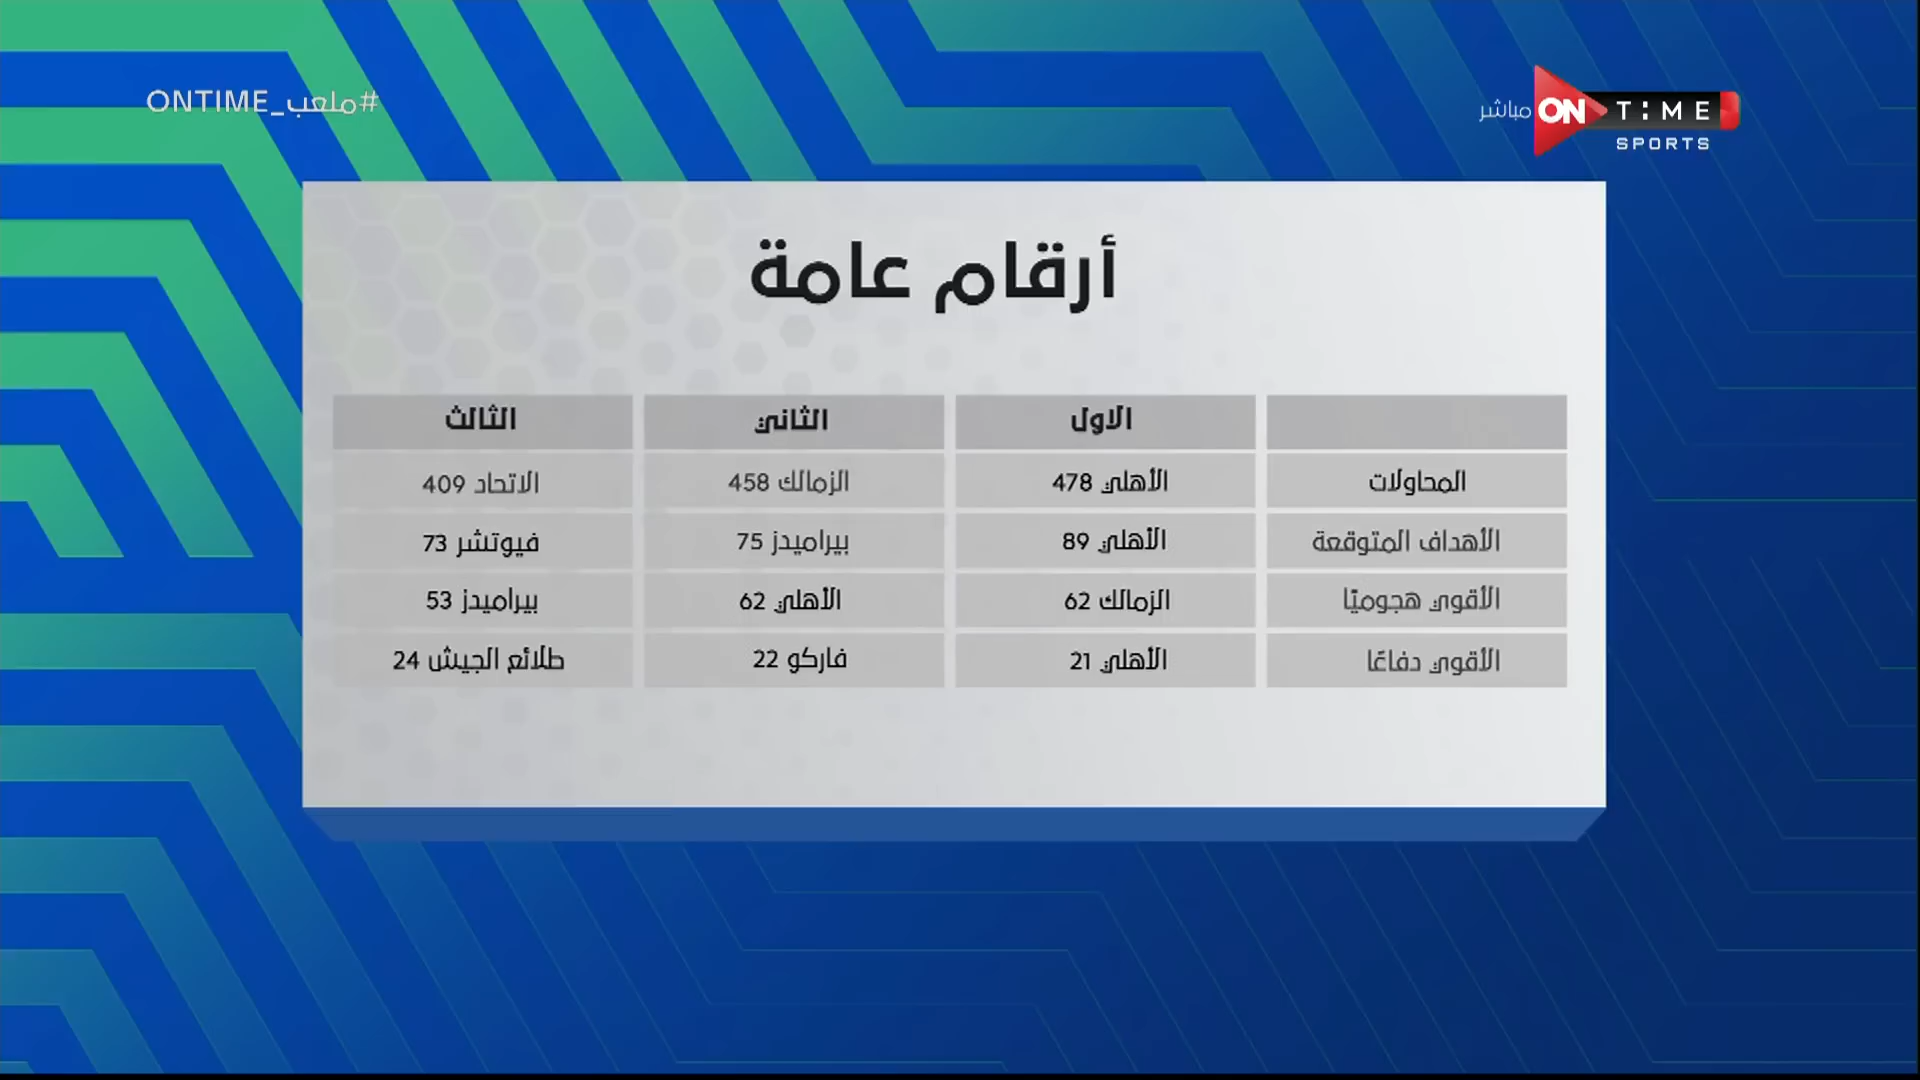 #ملعب_ONTIME
مباشر ON T:ME
SPORTS
أرقام عامة
الاول الثاني الثالث
المحاولات الأهلي 478 الزمالك 458 الاتحاد 409
الأهداف المتوقعة الأهلي 89 بيراميدز 75 فيوتشر 73
الأقوى هجوميًا الزمالك 62 الأهلي 62 بيراميدز 53
الأقوى دفاعًا الأهلي 21 فاركو 22 طلائع الجيش 24